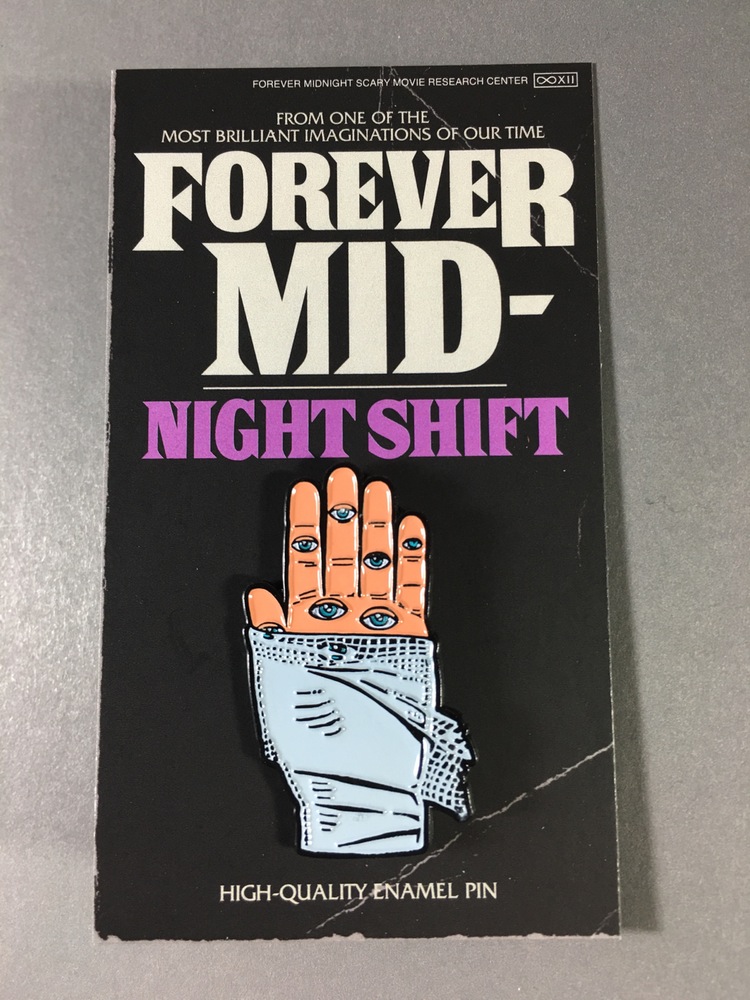 FOREVER MIDNIGHT SCARY MOVIE RESEARCH CENTER ∞XII
FROM ONE OF THE
MOST BRILLIANT IMAGINATIONS OF OUR TIME
FOREVER
MID-
NIGHT SHIFT
HIGH-QUALITY ENAMEL PIN